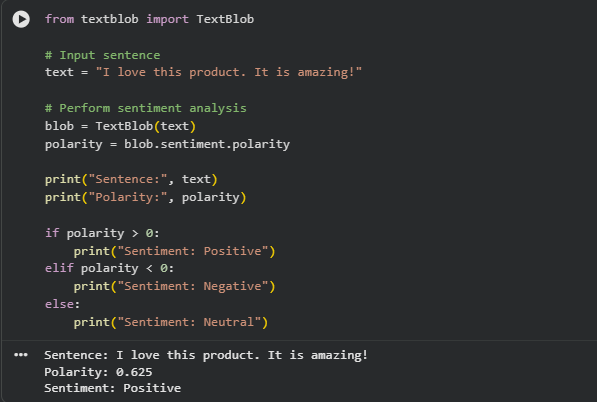 from textblob import TextBlob

# Input sentence
text = "I love this product. It is amazing!"

# Perform sentiment analysis
blob = TextBlob(text)
polarity = blob.sentiment.polarity

print("Sentence:", text)
print("Polarity:", polarity)

if polarity > 0:
    print("Sentiment: Positive")
elif polarity < 0:
    print("Sentiment: Negative")
else:
    print("Sentiment: Neutral")

Sentence: I love this product. It is amazing!
Polarity: 0.625
Sentiment: Positive